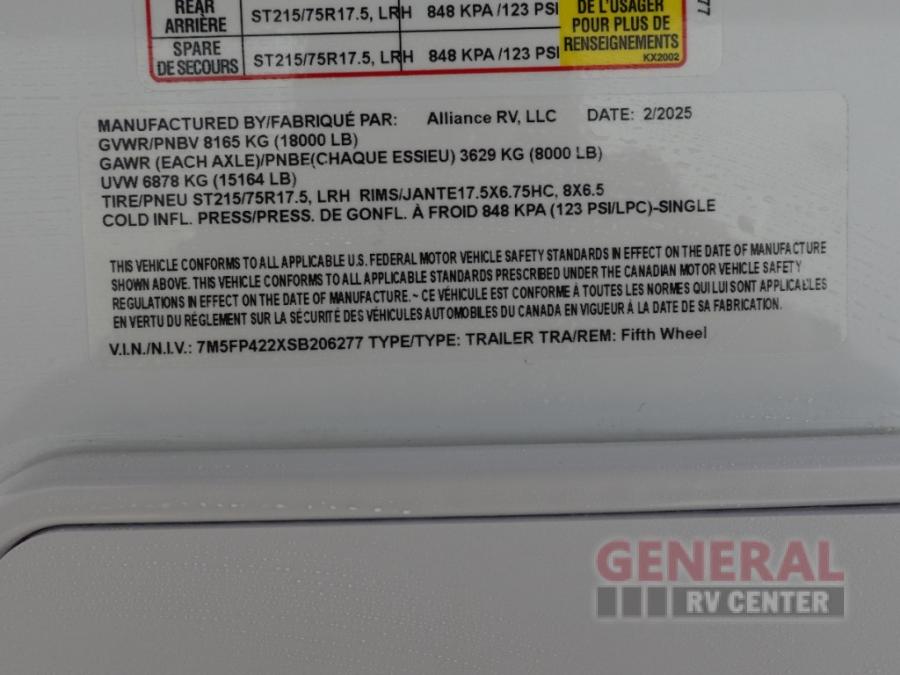 REAR
ARRIÈRE
ST215/75R17.5, LRH 848 KPA /123 PSI
SPARE
DE SECOURS
ST215/75R17.5, LRH 848 KPA /123 PSI
DE L'USAGER
POUR PLUS DE
RENSEIGNEMENTS
KX2002
77
MANUFACTURED BY/FABRIQUÉ PAR: Alliance RV, LLC DATE: 2/2025
GVWR/PNBV 8165 KG (18000 LB)
GAWR (EACH AXLE)/PNBE(CHAQUE ESSIEU) 3629 KG (8000 LB)
UVW 6878 KG (15164 LB)
TIRE/PNEU ST215/75R17.5, LRH RIMS/JANTE17.5X6.75HC, 8X6.5
COLD INFL. PRESS/PRESS. DE GONFL. À FROID 848 KPA (123 PSI/LPC)-SINGLE
THIS VEHICLE CONFORMS TO ALL APPLICABLE U.S. FEDERAL MOTOR VEHICLE SAFETY STANDARDS IN EFFECT ON THE DATE OF MANUFACTURE
SHOWN ABOVE. THIS VEHICLE CONFORMS TO ALL APPLICABLE STANDARDS PRESCRIBED UNDER THE CANADIAN MOTOR VEHICLE SAFETY
REGULATIONS IN EFFECT ON THE DATE OF MANUFACTURE.~ CE VÉHICULE EST CONFORME À TOUTES LES NORMES QUI LUI SONT APPLICABLES
EN VERTU DU RÈGLEMENT SUR LA SÉCURITÉ DES VÉHICULES AUTOMOBILES DU CANADA EN VIGUEUR À LA DATE DE SA FABRICATION.
V.I.N./N.I.V.: 7M5FP422XSB206277 TYPE/TYPE: TRAILER TRA/REM: Fifth Wheel
GENERAL
RV CENTER